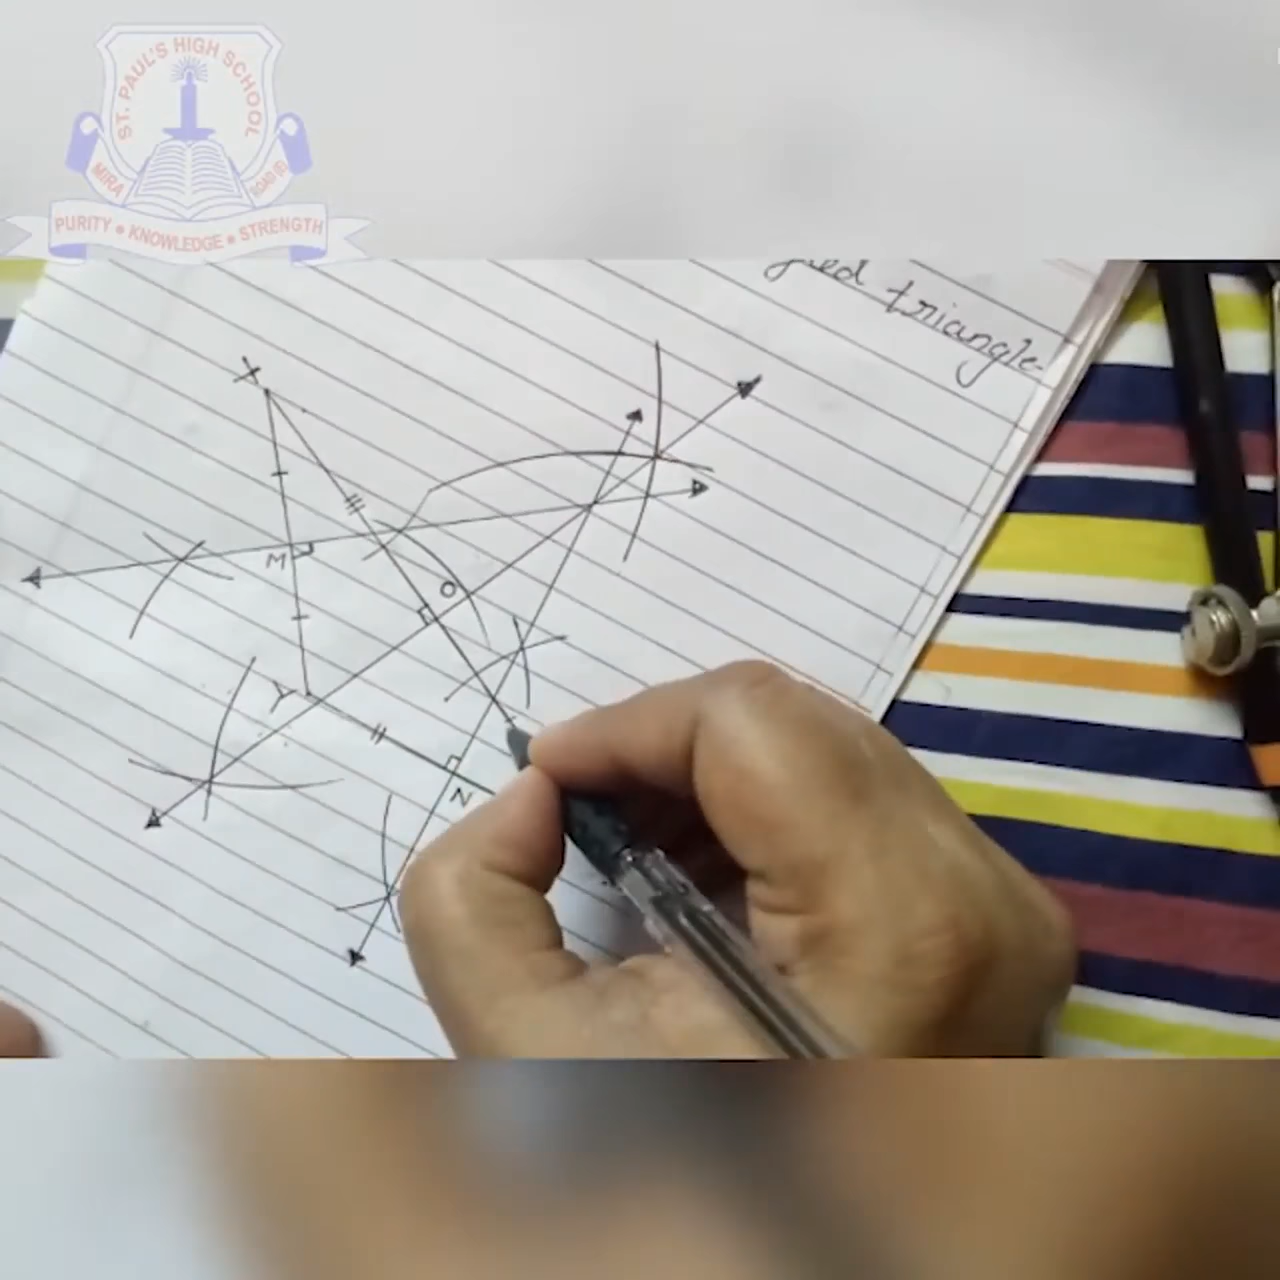 ST. PAUL'S HIGH SCHOOL
MIRA ROAD (E)
PURITY • KNOWLEDGE • STRENGTH
triangle.
X
M
O
Y
N